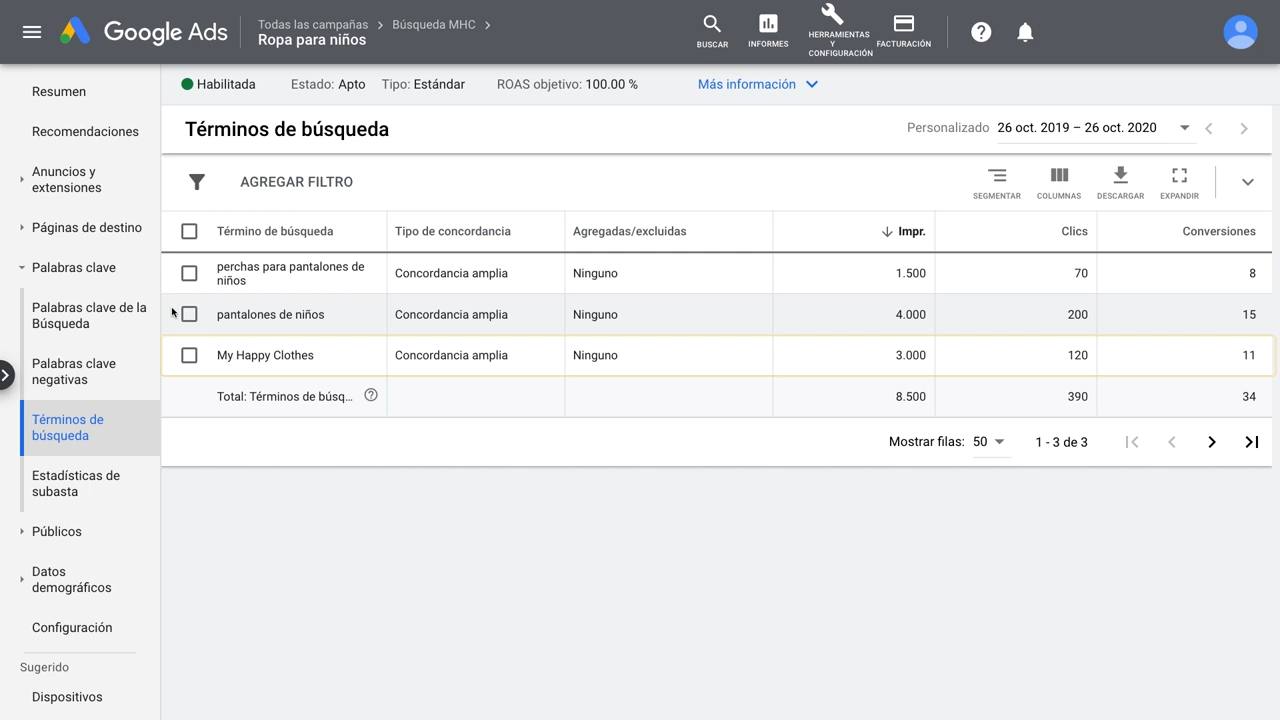 Google Ads
Todas las campañas > Búsqueda MHC >
Ropa para niños
BUSCAR
INFORMES
HERRAMIENTAS
Y
CONFIGURACIÓN
FACTURACIÓN
Resumen
Recomendaciones
Anuncios y
extensiones
Páginas de destino
Palabras clave
Palabras clave de la
Búsqueda
Palabras clave
negativas
Términos de
búsqueda
Estadísticas de
subasta
Públicos
Datos
demográficos
Configuración
Sugerido
Dispositivos
Habilitada Estado: Apto Tipo: Estándar ROAS objetivo: 100.00 % Más información
Términos de búsqueda
Personalizado 26 oct. 2019 – 26 oct. 2020
AGREGAR FILTRO
SEGMENTAR COLUMNAS DESCARGAR EXPANDIR
Término de búsqueda Tipo de concordancia Agregadas/excluidas Impr. Clics Conversiones
perchas para pantalones de
niños Concordancia amplia Ninguno 1.500 70 8
pantalones de niños Concordancia amplia Ninguno 4.000 200 15
My Happy Clothes Concordancia amplia Ninguno 3.000 120 11
Total: Términos de búsq... 8.500 390 34
Mostrar filas: 50 1 - 3 de 3